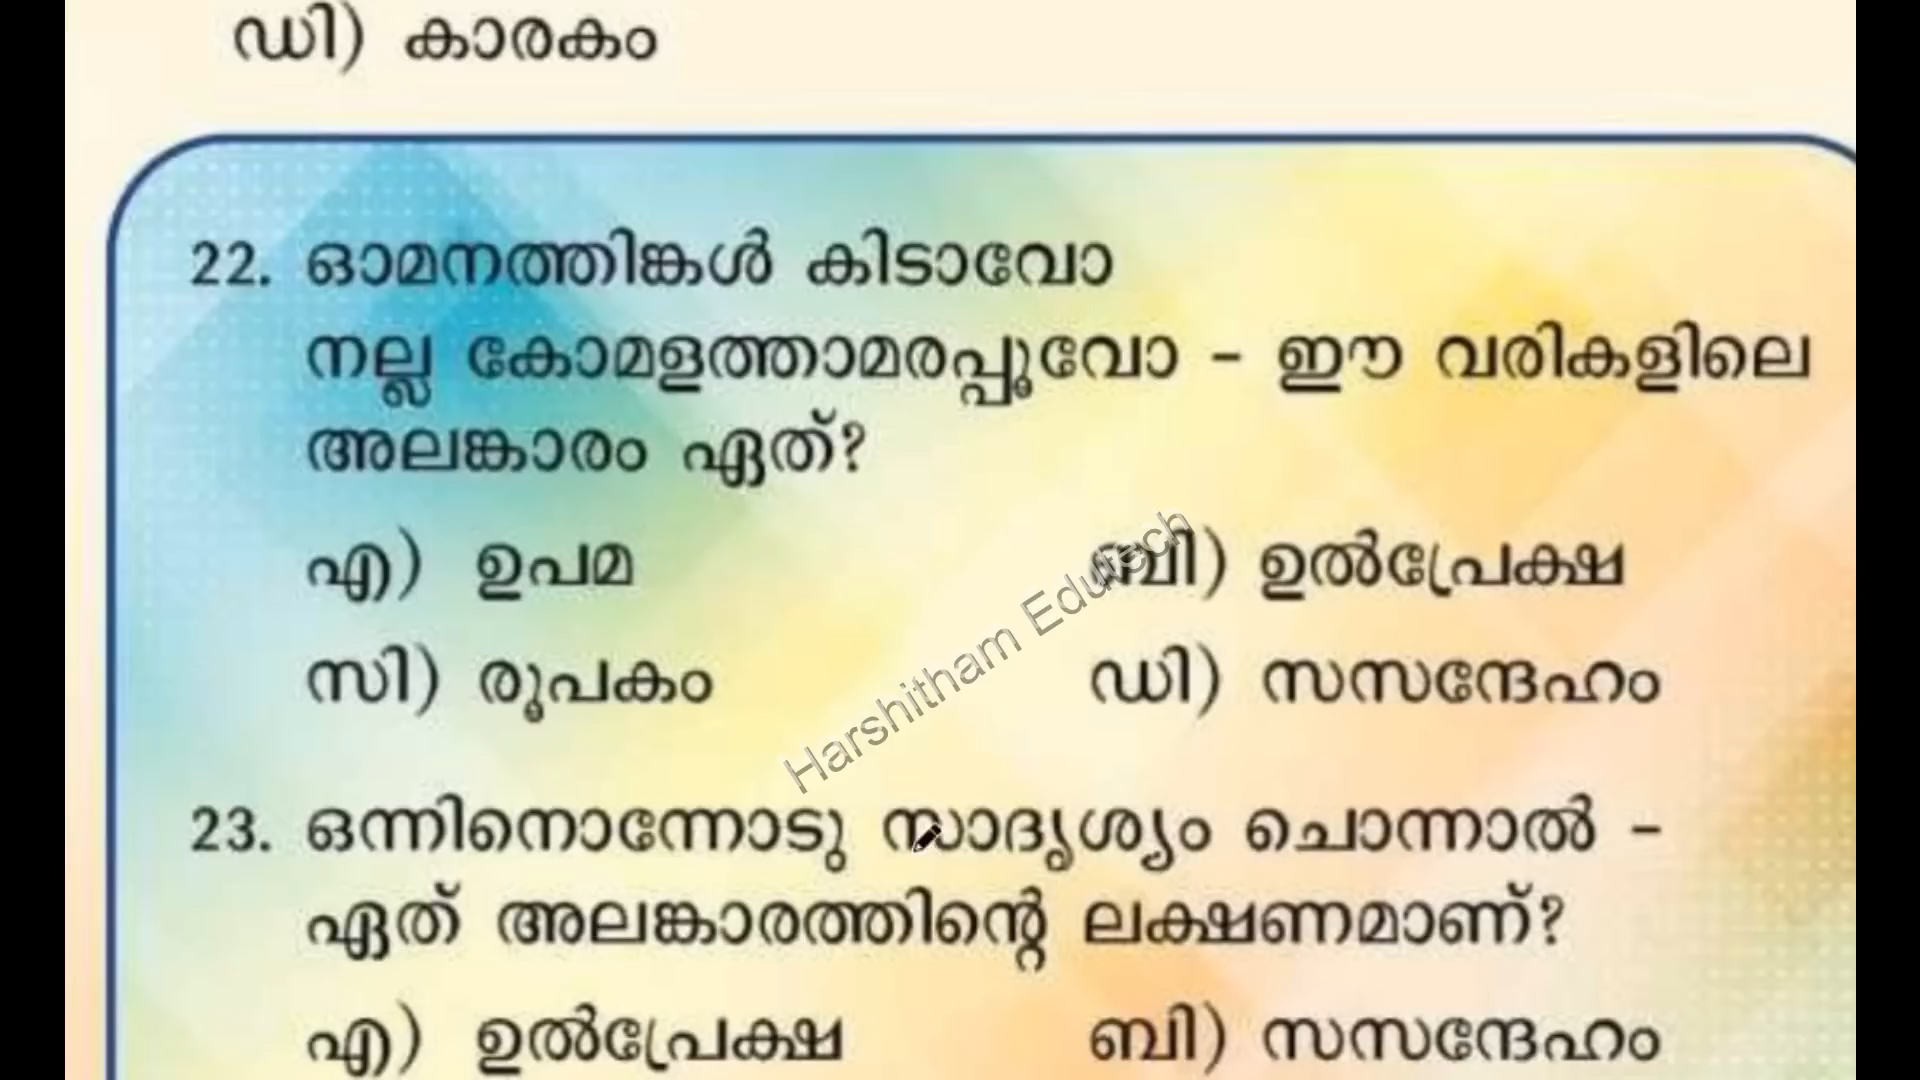 ഡി) കാരകം
22. ഓമനത്തിങ്കൾ കിടാവോ
നല്ല കോമളത്താമരപ്പൂവോ - ഈ വരികളിലെ
അലങ്കാരം ഏത്?
എ) ഉപമ ബി) ഉൽപ്രേക്ഷ
സി) രൂപകം ഡി) സസന്ദേഹം
Harshitham Edutech
23. ഒന്നിനൊന്നോടു സാദൃശ്യം ചൊന്നാൽ -
ഏത് അലങ്കാരത്തിന്റെ ലക്ഷണമാണ്?
എ) ഉൽപ്രേക്ഷ ബി) സസന്ദേഹം